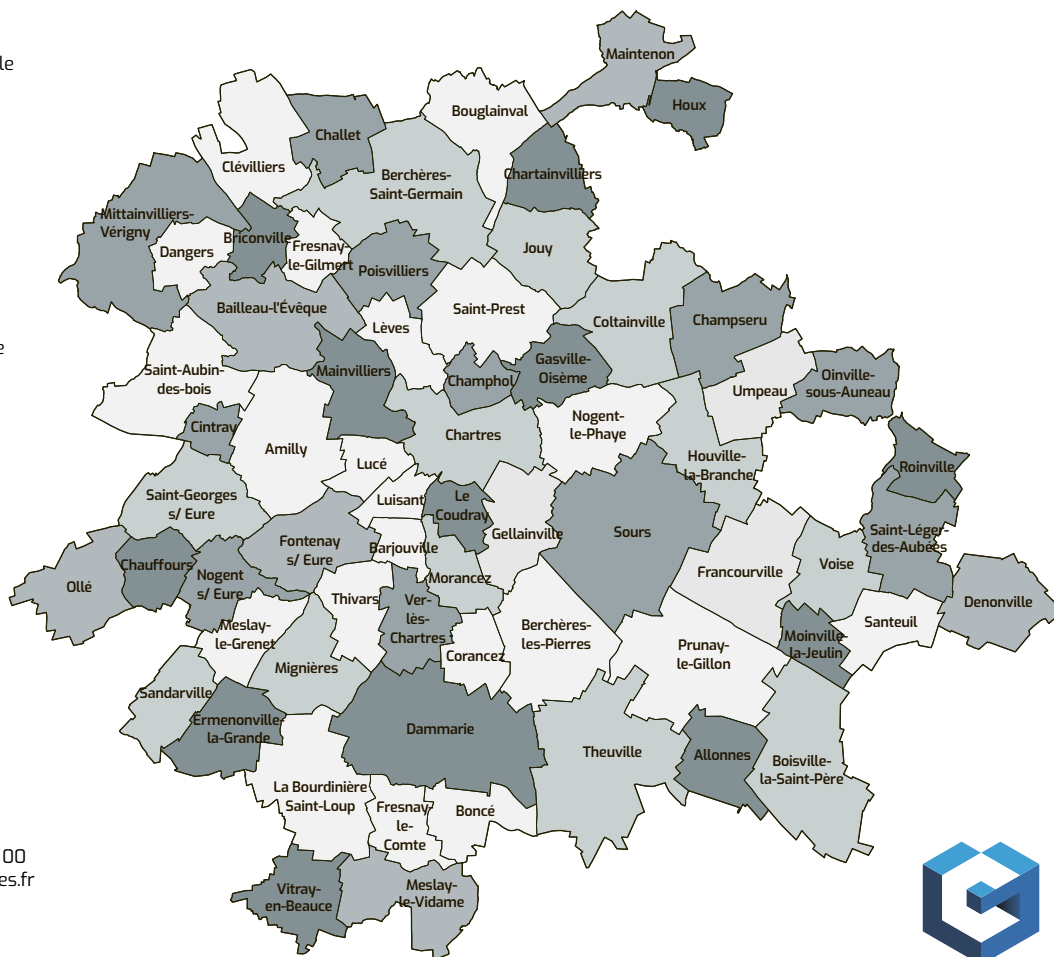 le
Maintenon
Houx
Bouglainval
Challet
Clévilliers
Berchères-
Saint-Germain
Chartainvilliers
Mittainvilliers-
Vérigny
Dangers
Briconville
Fresnay-
le-Gilmert
Poisvilliers
Jouy
Bailleau-l'Évêque
Lèves
Saint-Prest
Coltainville
Champseru
e
Saint-Aubin-
des-bois
Mainvilliers
Champhol
Gasville-
Oisème
Umpeau
Oinville-
sous-Auneau
Cintray
Amilly
Chartres
Nogent-
le-Phaye
Lucé
Houville-
la-Branche
Roinville
Saint-Georges
s/ Eure
Luisant
Le
Coudray
Gellainville
Sours
Saint-Léger-
des-Aubées
Fontenay
s/ Eure
Barjouville
Morancez
Francourville
Voise
Ollé
Chauffours
Nogent
s/ Eure
Thivars
Ver-
lès-
Chartres
Denonville
Meslay-
le-Grenet
Mignières
Corancez
Berchères-
les-Pierres
Prunay-
le-Gillon
Moinville-
la-Jeulin
Santeuil
Sandarville
Ermenonville-
la-Grande
Dammarie
Theuville
Allonnes
Boisville-
la-Saint-Père
La Bourdinière
Saint-Loup
Fresnay-
le-
Comte
Boncé
00
es.fr
Vitray-
en-Beauce
Meslay-
le-Vidame